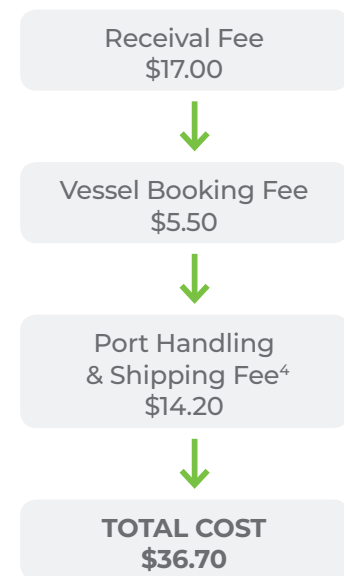 Receival Fee
$17.00
Vessel Booking Fee
$5.50
Port Handling
& Shipping Fee⁴
$14.20
TOTAL COST
$36.70